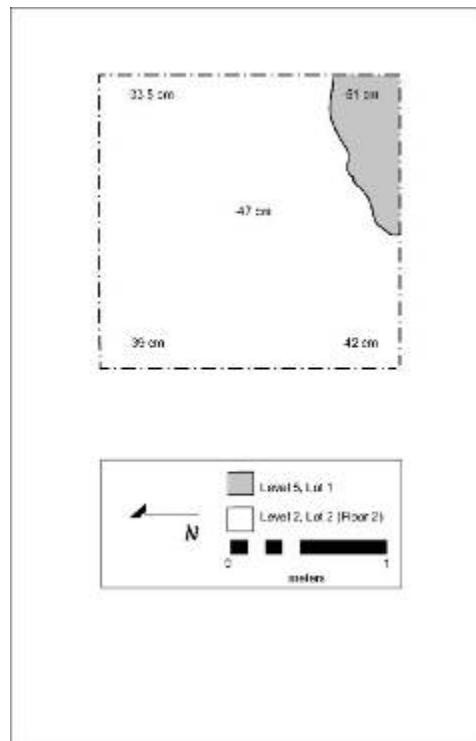 -33.5 cm
-51 cm
-47 cm
-39 cm
-42 cm
Level 5, Lot 1
Level 2, Lot 2 (Floor 2)
N
0 1
meters